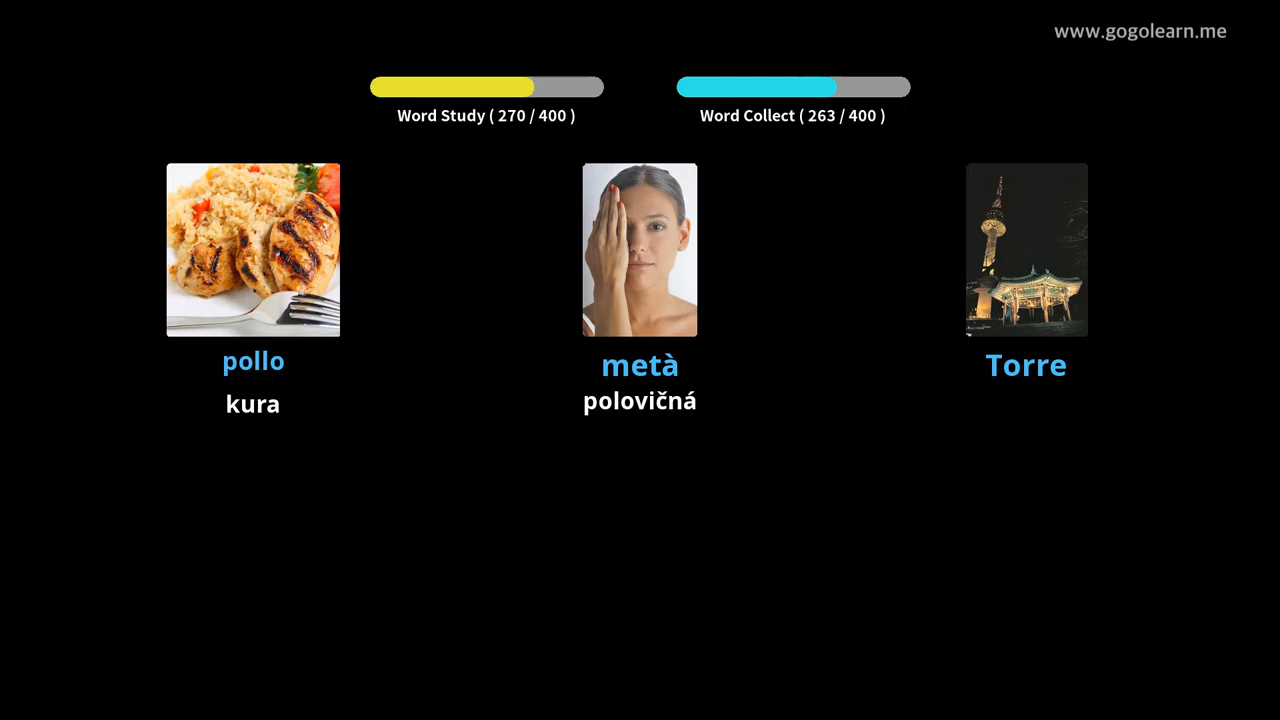 www.gogolearn.me
Word Study ( 270 / 400 )
Word Collect ( 263 / 400 )
pollo
metà
Torre
kura
polovičná